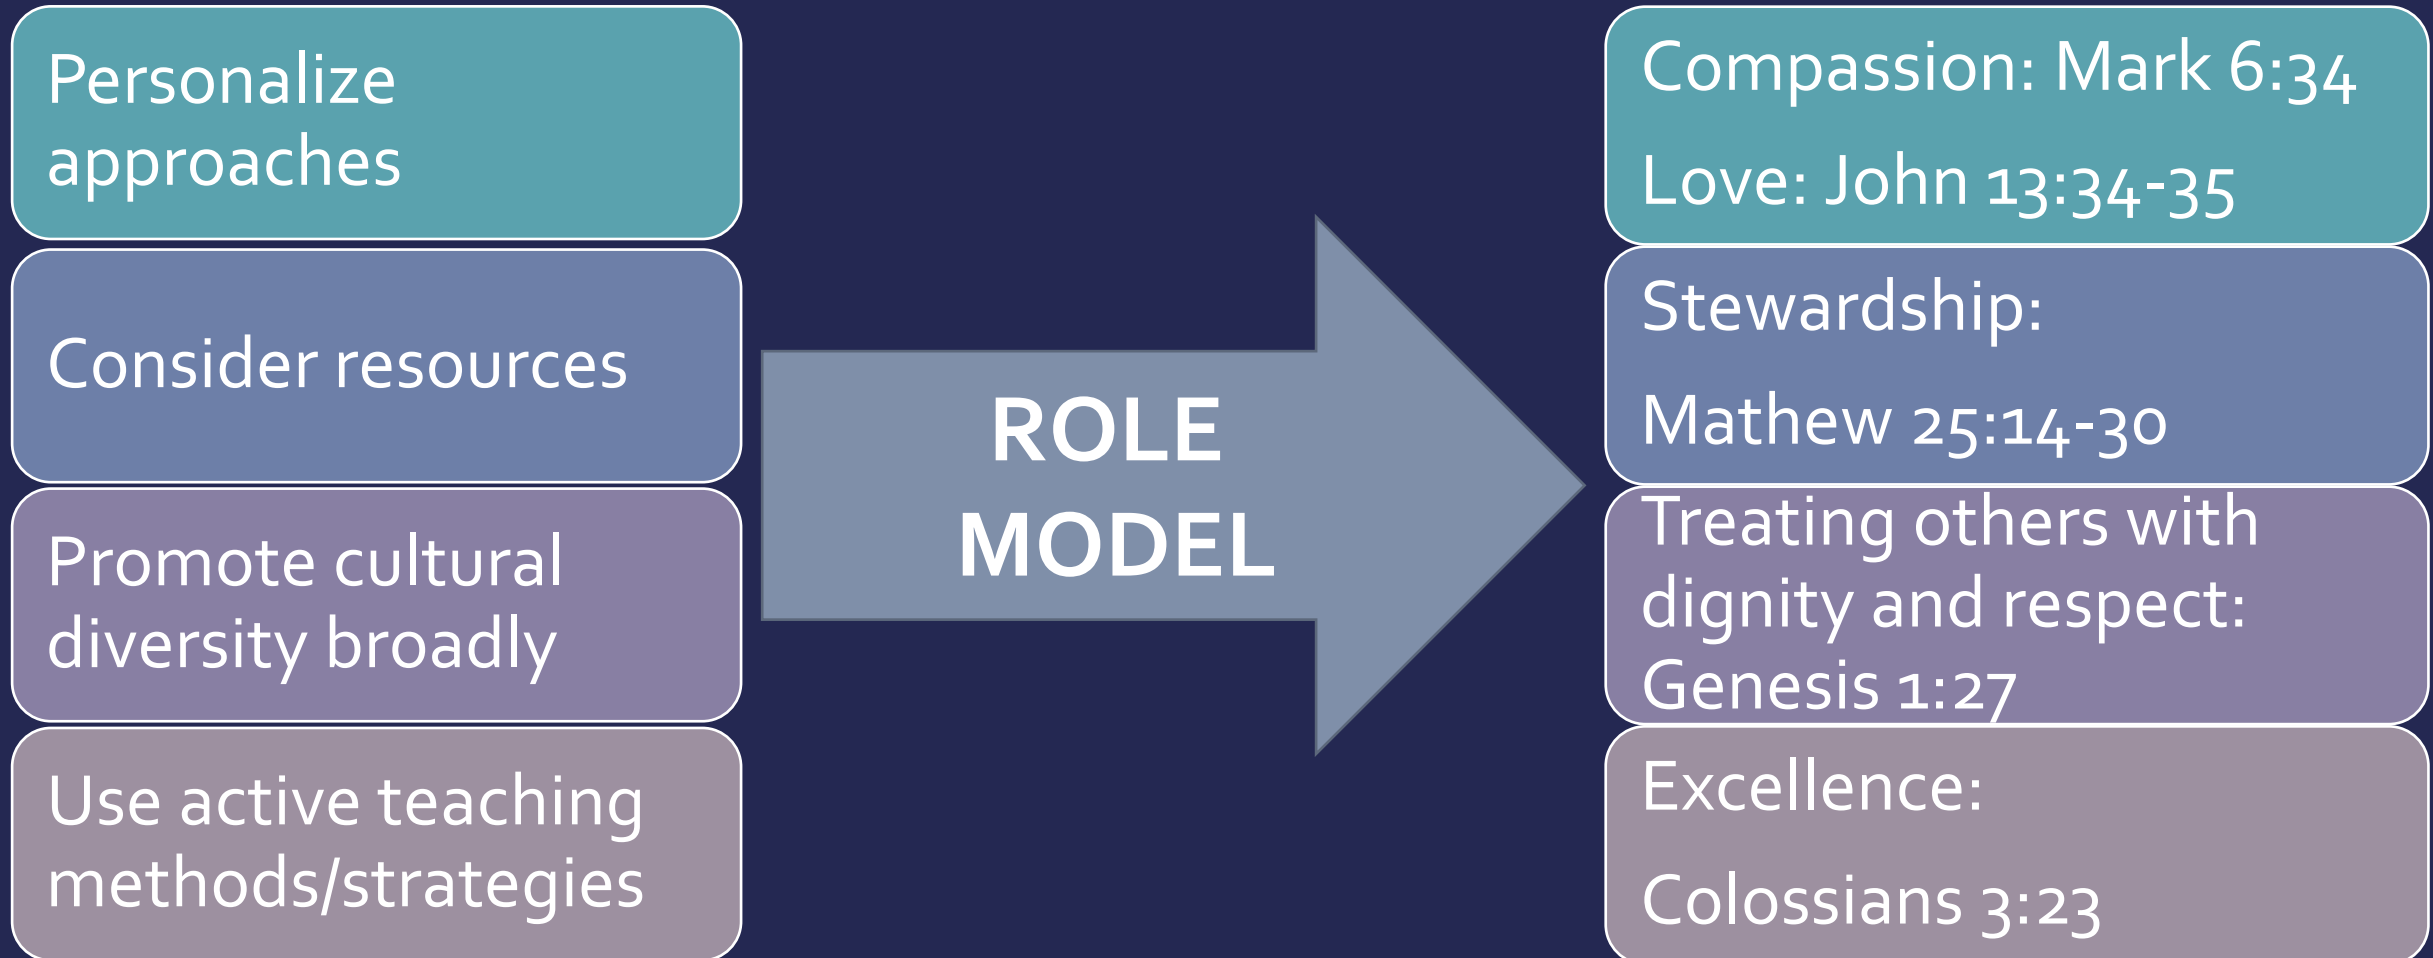 Personalize
approaches
Consider resources
Promote cultural
diversity broadly
Use active teaching
methods/strategies
ROLE
MODEL
Compassion: Mark 6:34
Love: John 13:34-35
Stewardship:
Mathew 25:14-30
Treating others with
dignity and respect:
Genesis 1:27
Excellence:
Colossians 3:23